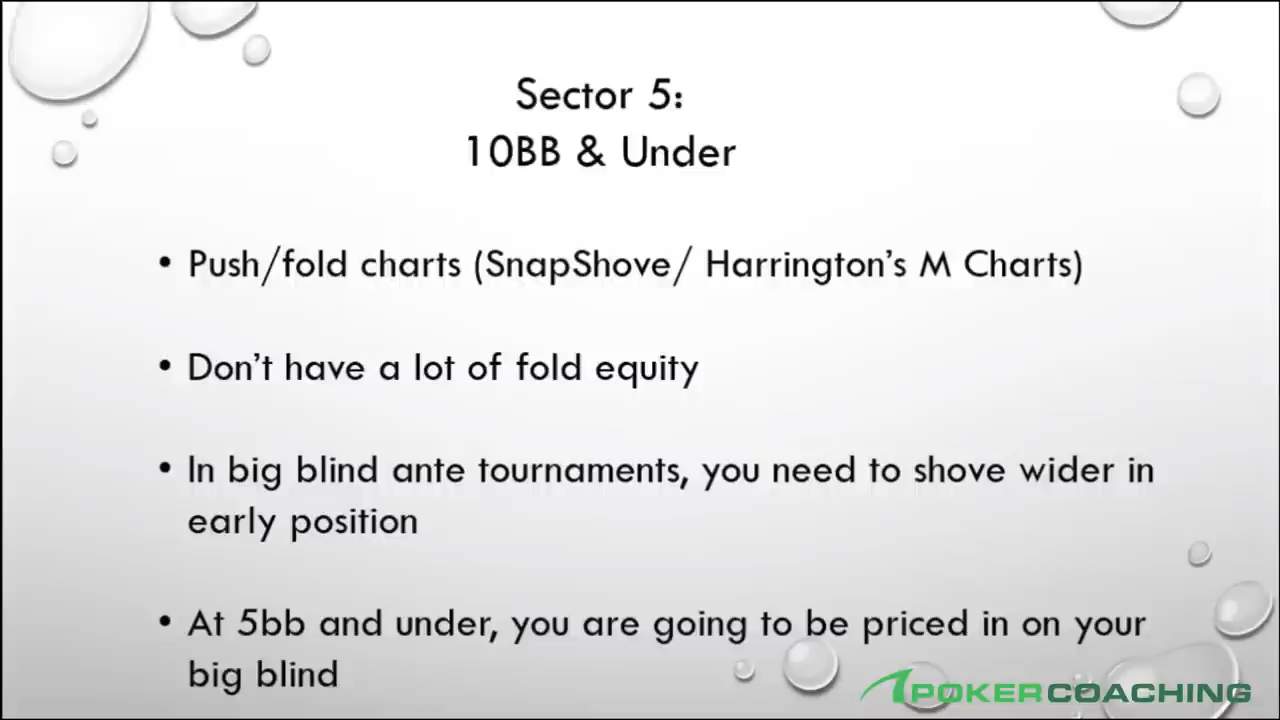 Sector 5:
10BB & Under
• Push/fold charts (SnapShove/ Harrington's M Charts)
• Don't have a lot of fold equity
• In big blind ante tournaments, you need to shove wider in
early position
• At 5bb and under, you are going to be priced in on your
big blind
POKERCOACHING